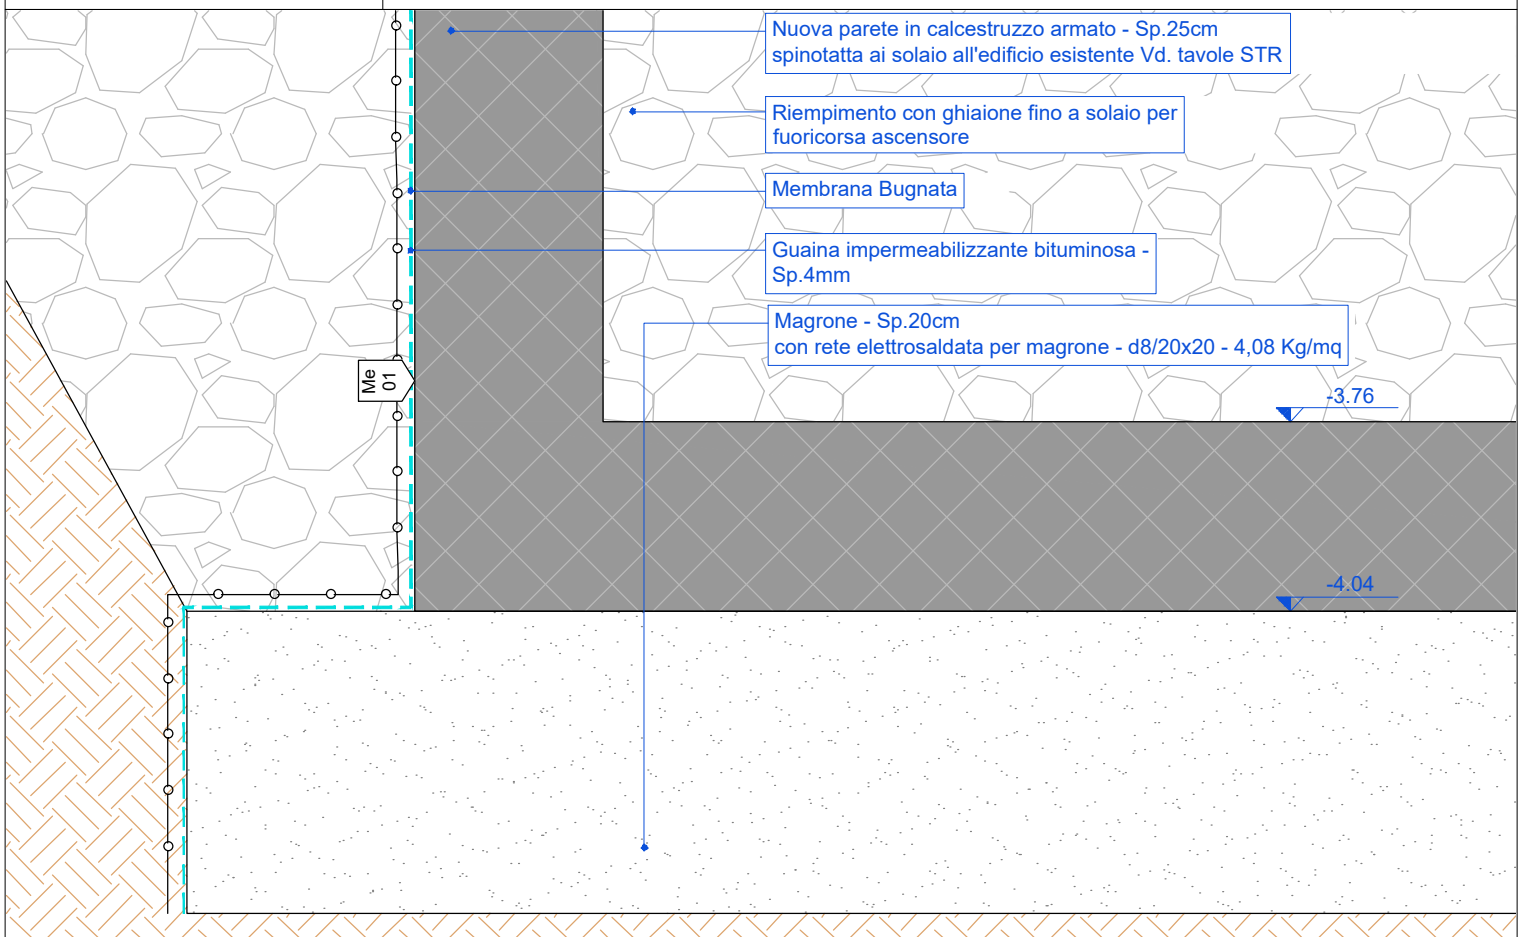 Nuova parete in calcestruzzo armato - Sp.25cm
spinotatta ai solaio all'edificio esistente Vd. tavole STR
Riempimento con ghiaione fino a solaio per
fuoricorsa ascensore
Membrana Bugnata
Guaina impermeabilizzante bituminosa -
Sp.4mm
Magrone - Sp.20cm
con rete elettrosaldata per magrone - d8/20x20 - 4,08 Kg/mq
Me
01
-3.76
-4.04